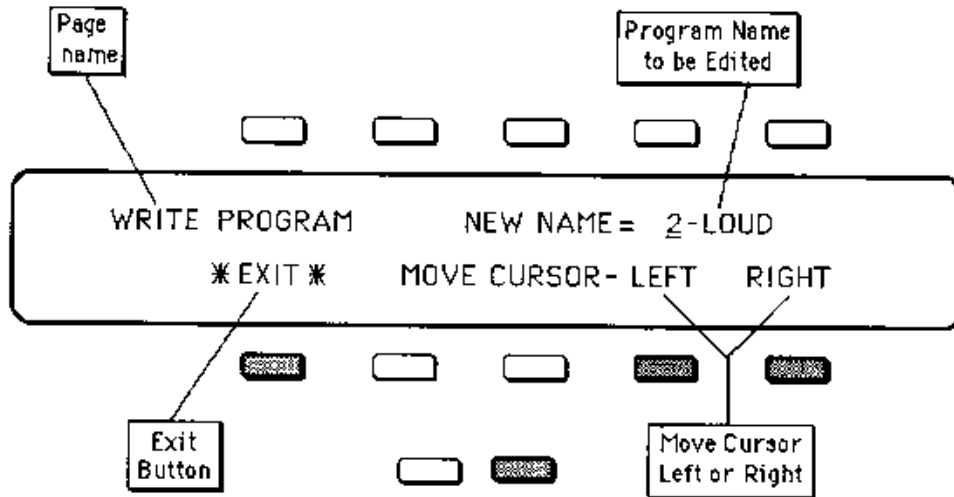 Page
name
Program Name
to be Edited
WRITE PROGRAM NEW NAME= 2-LOUD
*EXIT* MOVE CURSOR- LEFT RIGHT
Exit
Button
Move Cursor
Left or Right